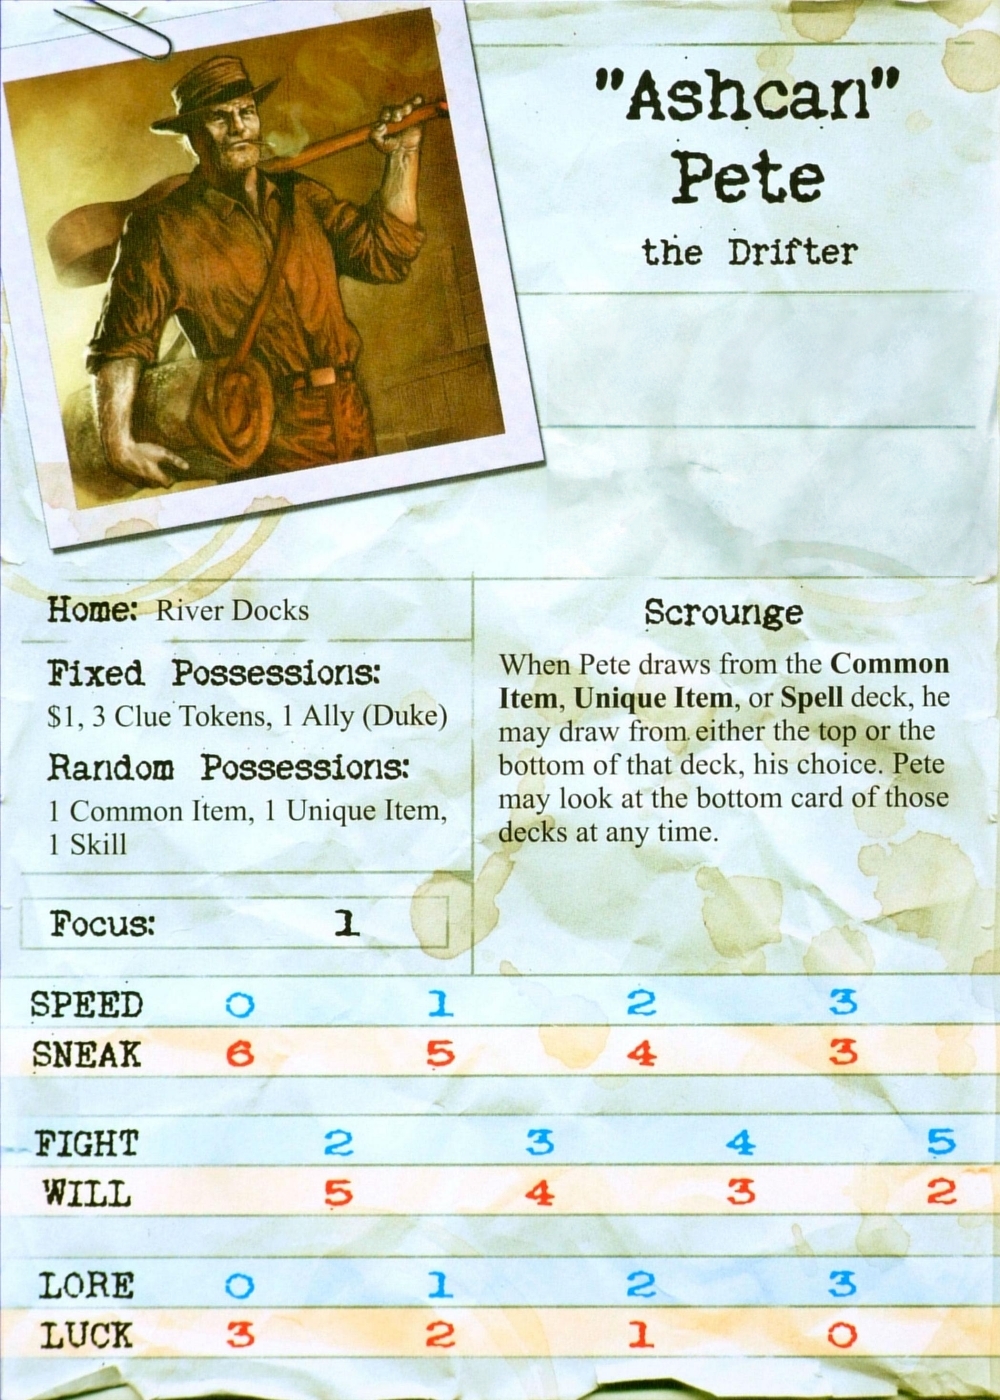 "Ashcan"
Pete
the Drifter
Home: River Docks
Fixed Possessions:
$1, 3 Clue Tokens, 1 Ally (Duke)
Random Possessions:
1 Common Item, 1 Unique Item,
1 Skill
Focus: 1
Scrounge
When Pete draws from the Common
Item, Unique Item, or Spell deck, he
may draw from either the top or the
bottom of that deck, his choice. Pete
may look at the bottom card of those
decks at any time.
SPEED 0 1 2 3
SNEAK 6 5 4 3
FIGHT 2 3 4 5
WILL 5 4 3 2
LORE 0 1 2 3
LUCK 3 2 1 0